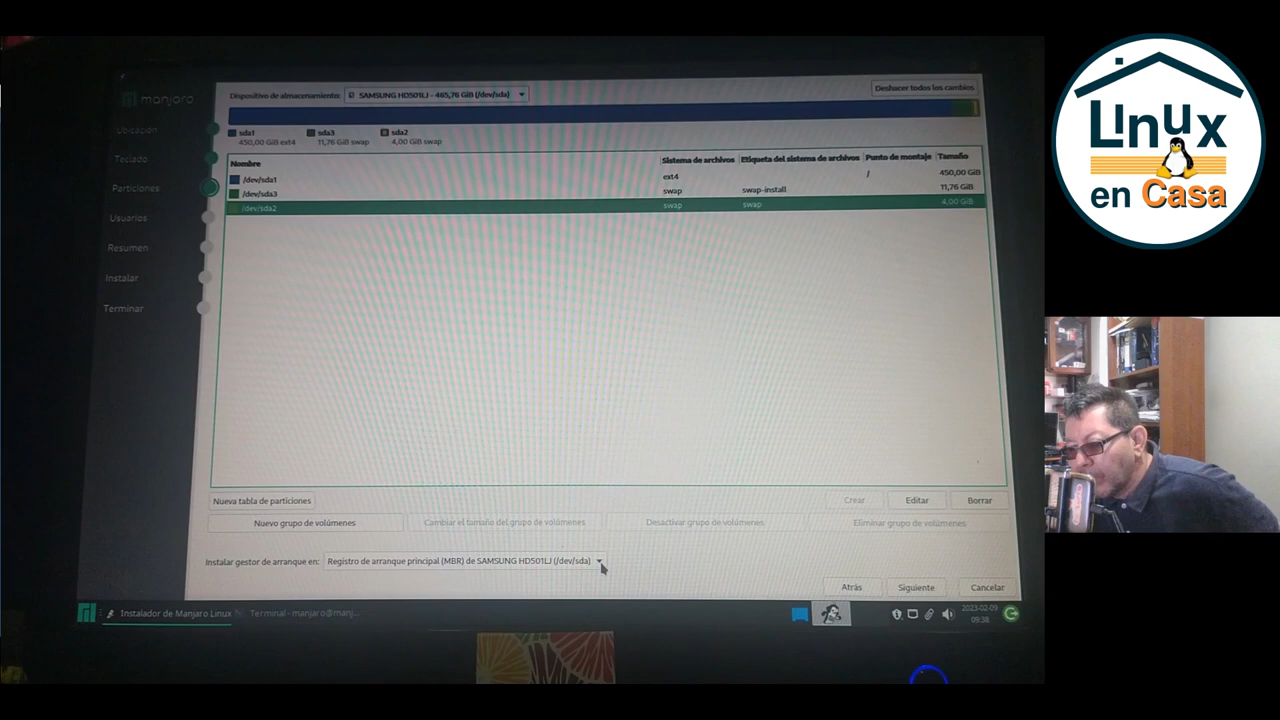 Dispositivo de almacenamiento: SAMSUNG HD501LJ - 465,76 GiB (/dev/sda)
Deshacer todos los cambios
manjaro
sda1
450,00 GiB ext4
sda3
11,76 GiB swap
sda2
4,00 GiB swap
Ubicación
Teclado
Particiones
Usuarios
Resumen
Instalar
Terminar
Nombre Sistema de archivos Etiqueta del sistema de archivos Punto de montaje Tamaño
/dev/sda1 ext4 / 450,00 GiB
/dev/sda3 swap swap-install 11,76 GiB
/dev/sda2 swap swap 4,00 GiB
Nueva tabla de particiones
Crear Editar Borrar
Nuevo grupo de volúmenes
Cambiar el tamaño del grupo de volúmenes
Desactivar grupo de volúmenes
Eliminar grupo de volúmenes
Instalar gestor de arranque en: Registro de arranque principal (MBR) de SAMSUNG HD501LJ (/dev/sda)
Atrás Siguiente Cancelar
Instalador de Manjaro Linux
Terminal - manjaro@manj...
2023-02-09
09:38
Linux
en Casa